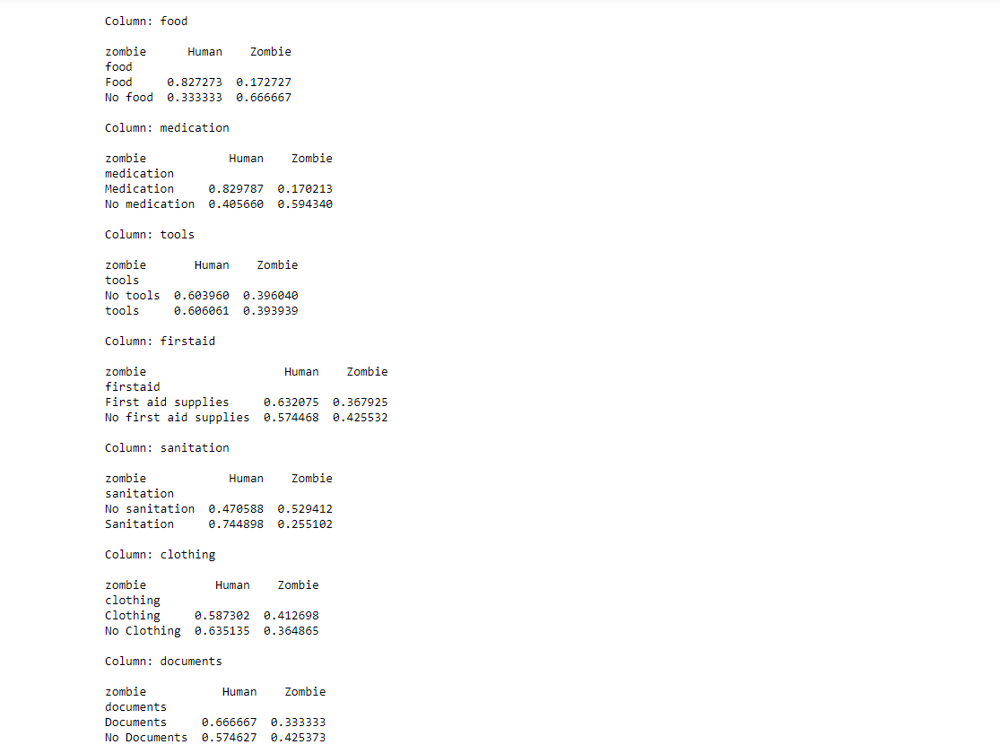 Column: food
zombie Human Zombie
food
Food 0.827273 0.172727
No food 0.333333 0.666667
Column: medication
zombie Human Zombie
medication
Medication 0.829787 0.170213
No medication 0.405660 0.594340
Column: tools
zombie Human Zombie
tools
No tools 0.603960 0.396040
tools 0.606061 0.393939
Column: firstaid
zombie Human Zombie
firstaid
First aid supplies 0.632075 0.367925
No first aid supplies 0.574468 0.425532
Column: sanitation
zombie Human Zombie
sanitation
No sanitation 0.470588 0.529412
Sanitation 0.744898 0.255102
Column: clothing
zombie Human Zombie
clothing
Clothing 0.587302 0.412698
No Clothing 0.635135 0.364865
Column: documents
zombie Human Zombie
documents
Documents 0.666667 0.333333
No Documents 0.574627 0.425373